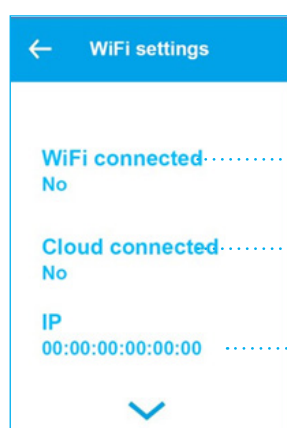 WiFi settings
WiFi connected
No
Cloud connected
No
IP
00:00:00:00:00:00